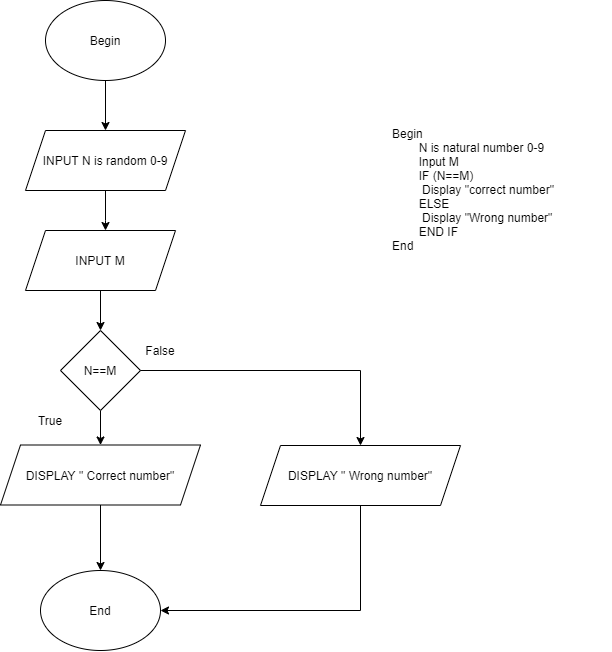 Begin
INPUT N is random 0-9
INPUT M
False
N==M
True
DISPLAY " Correct number"
DISPLAY " Wrong number"
End
Begin
N is natural number 0-9
Input M
IF (N==M)
Display "correct number"
ELSE
Display "Wrong number"
END IF
End